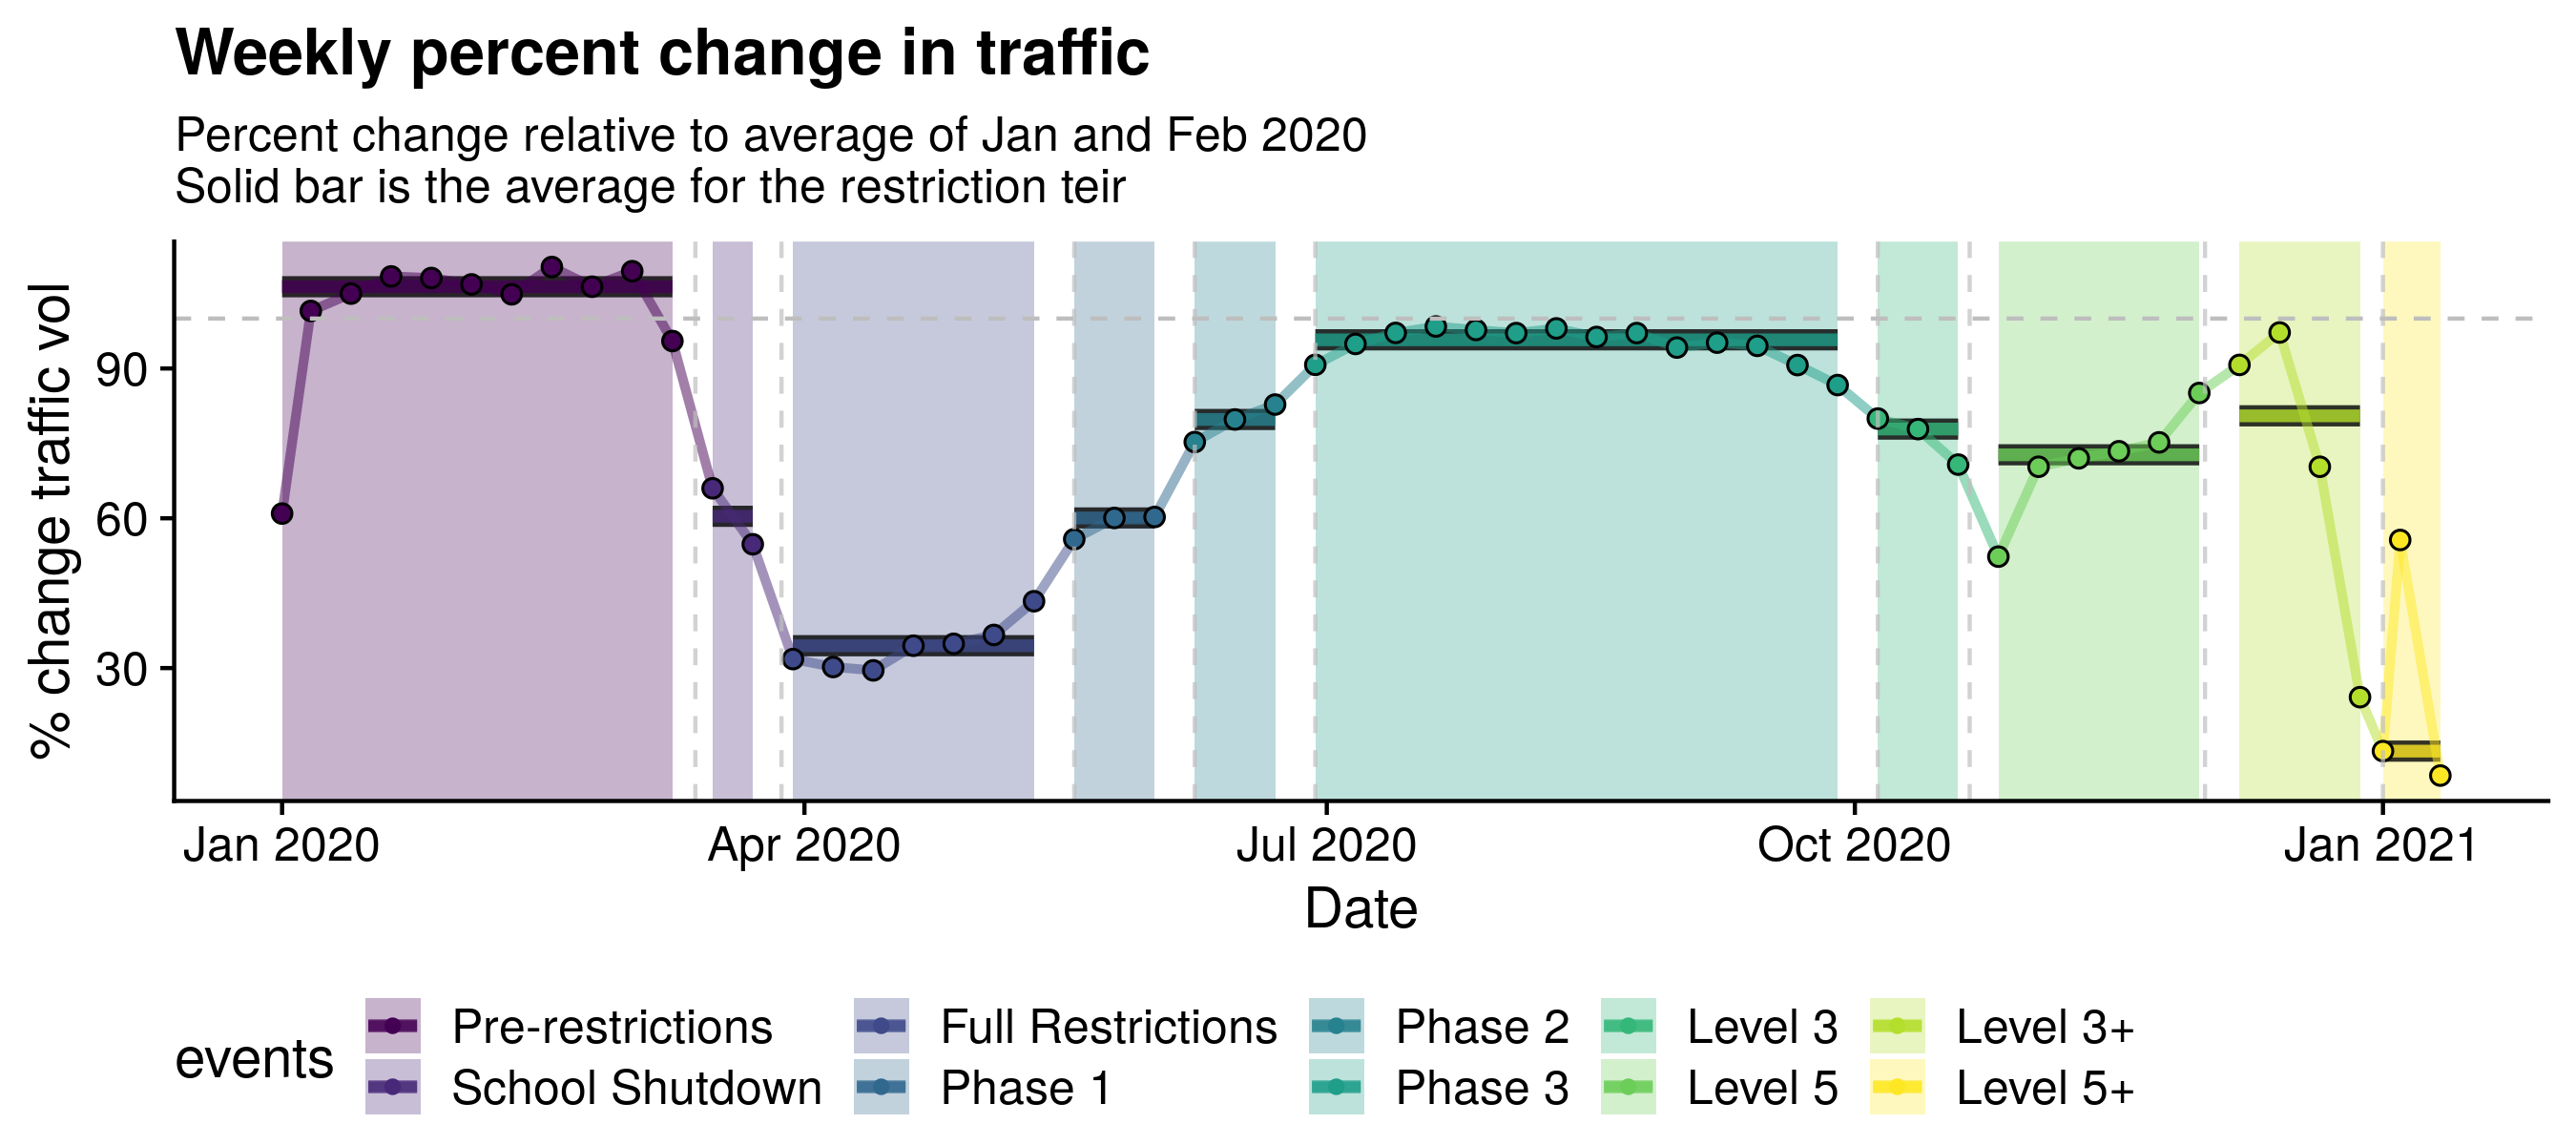 Weekly percent change in traffic
Percent change relative to average of Jan and Feb 2020
Solid bar is the average for the restriction teir
% change traffic vol
90
60
30
Jan 2020
Apr 2020
Jul 2020
Oct 2020
Jan 2021
Date
events
Pre-restrictions
School Shutdown
Full Restrictions
Phase 1
Phase 2
Phase 3
Level 3
Level 5
Level 3+
Level 5+